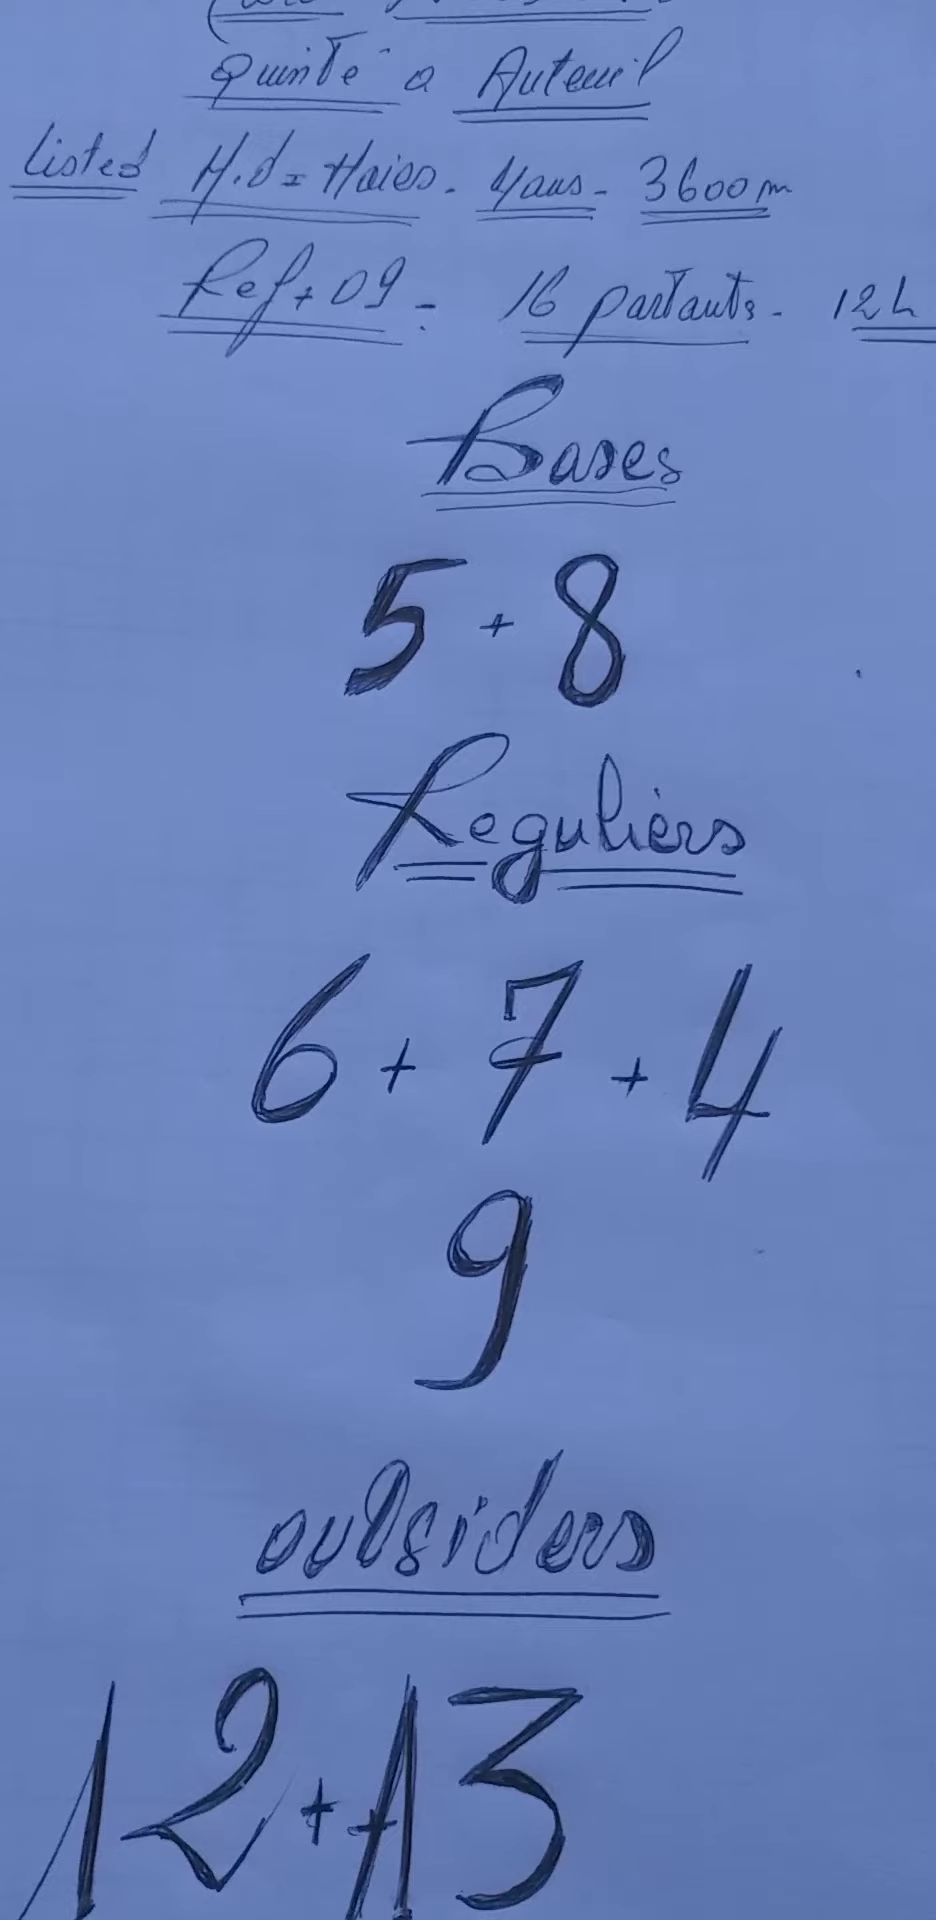 Quinté a Auteuil
Listed H.d= Haies- 4ans- 3600m
Ref+09- 16 partants- 12h
Bases
5+8
Reguliers
6+7+4
9
outsiders
12+13